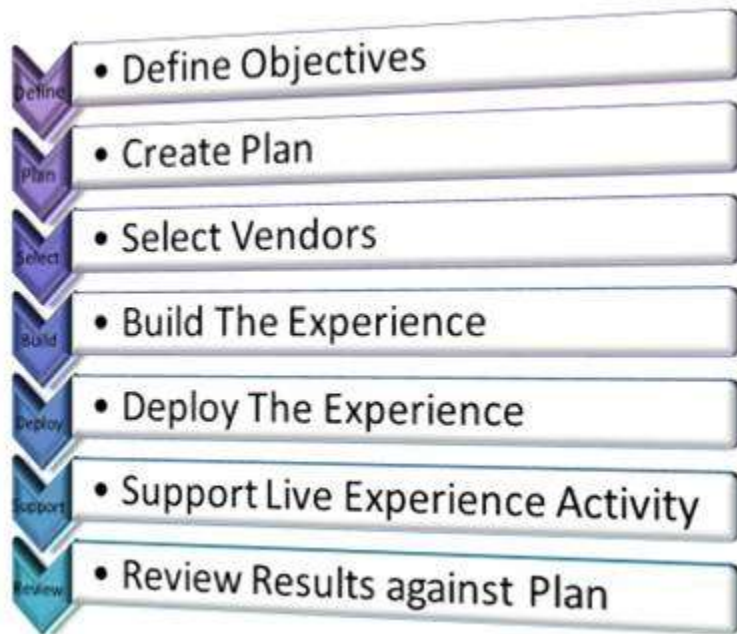 Define
• Define Objectives
Plan
• Create Plan
Select
• Select Vendors
Build
• Build The Experience
Deploy
• Deploy The Experience
Support
• Support Live Experience Activity
Review
• Review Results against Plan